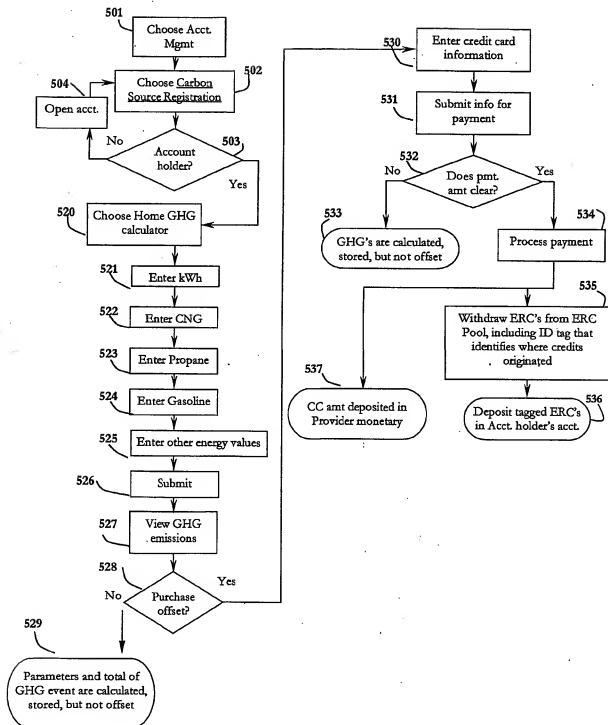 501
Choose Acct.
Mgmt
504
502
Choose Carbon
Source Registration
Open acct.
No
503
Account
holder?
Yes
520
Choose Home GHG
calculator
521
Enter kWh
522
Enter CNG
523
Enter Propane
524
Enter Gasoline
525
Enter other energy values
526
Submit
527
View GHG
emissions
528
Yes
No
Purchase
offset?
529
Parameters and total of
GHG event are calculated,
stored, but not offset
530
Enter credit card
information
531
Submit info for
payment
532
No
Does pmt.
amt clear?
Yes
533
GHG's are calculated,
stored, but not offset
534
Process payment
535
Withdraw ERC's from ERC
Pool, including ID tag that
identifies where credits
originated
537
CC amt deposited in
Provider monetary
536
Deposit tagged ERC's
in Acct. holder's acct.